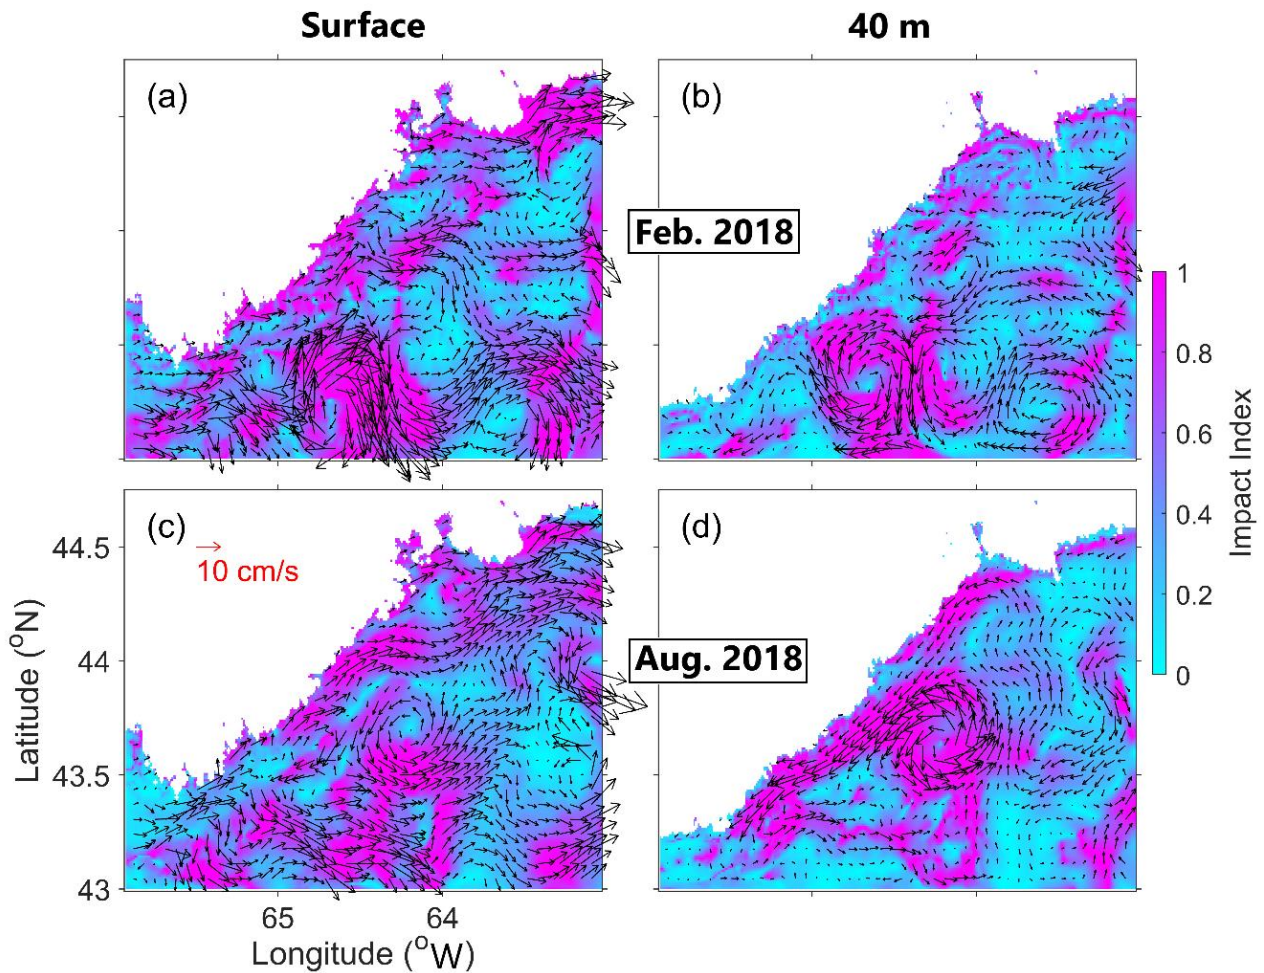 Surface
40 m
(a)
(b)
Feb. 2018
1
0.8
0.6
0.4
0.2
0
Impact Index
(c)
(d)
10 cm/s
Aug. 2018
44.5
44
43.5
43
Latitude (°N)
65
64
Longitude (°W)